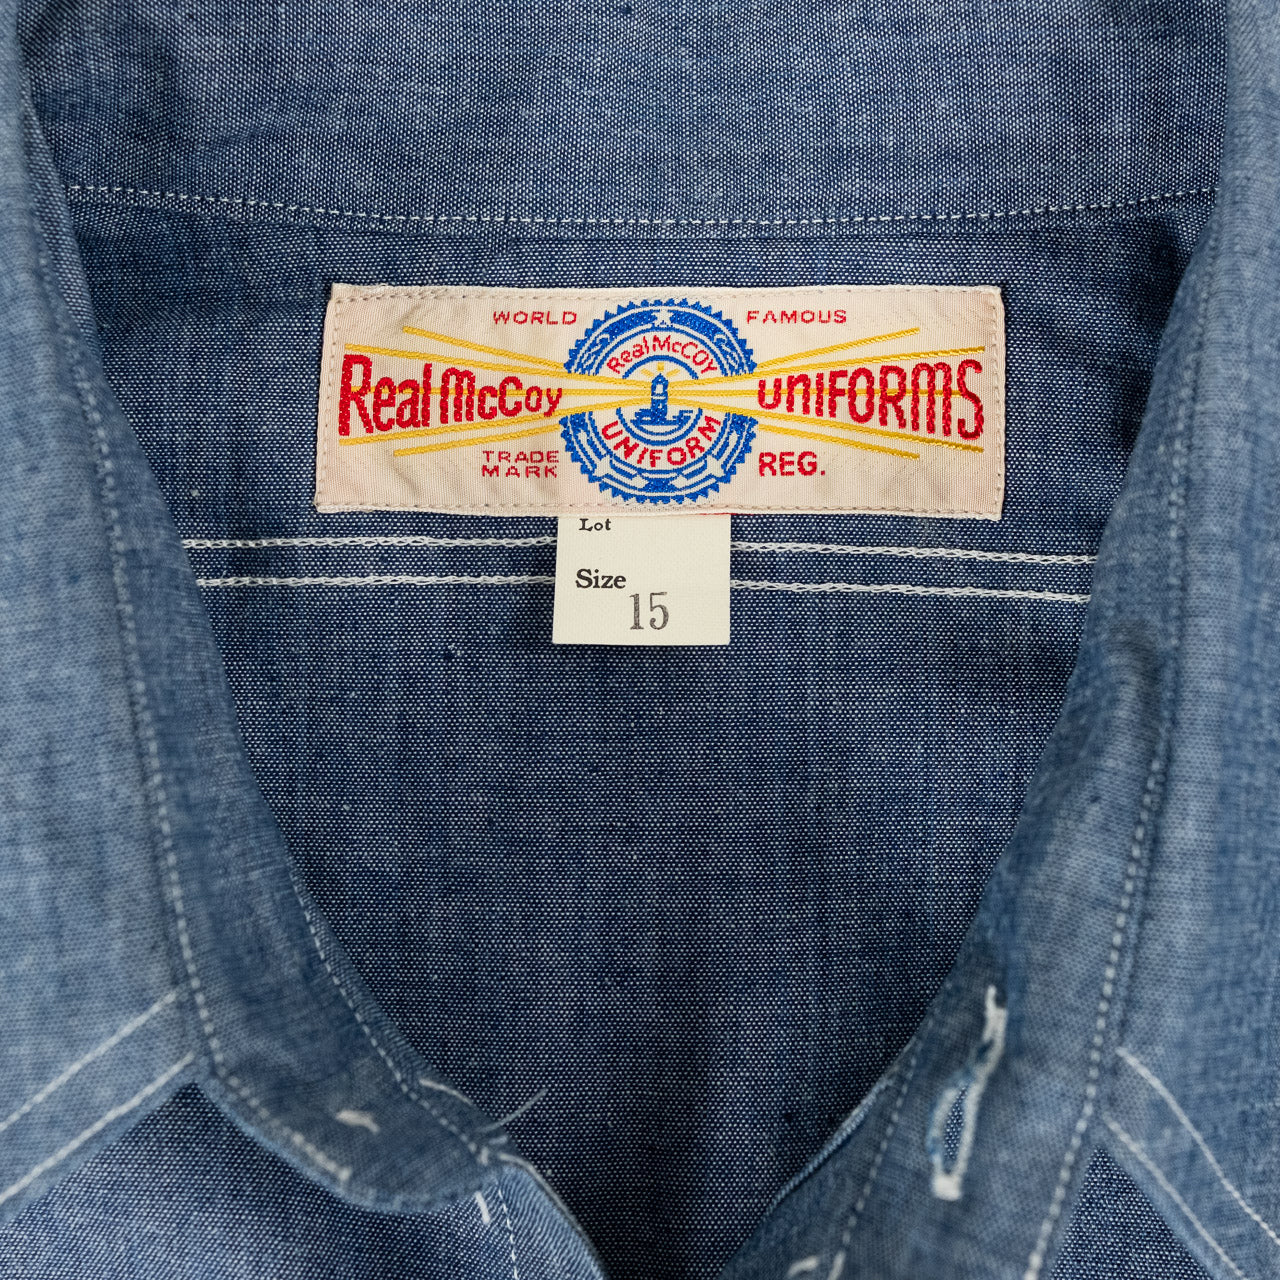 WORLD FAMOUS
Real McCoy
Real McCoy UNIFORMS
UNIFORM
TRADE MARK REG.
Lot
Size
15